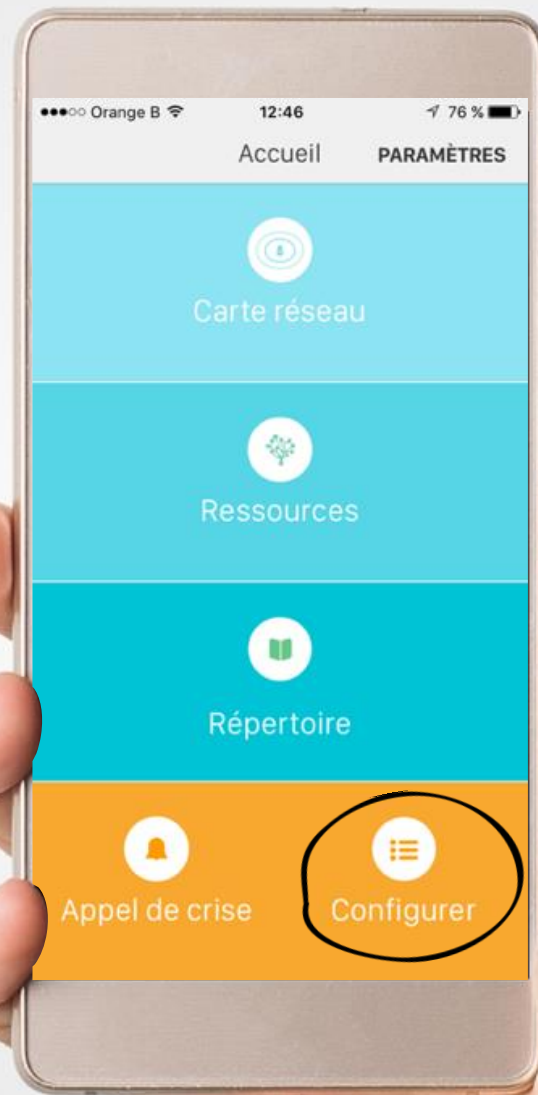 Orange B 12:46 76 %
Accueil PARAMÈTRES
Carte réseau
Ressources
Répertoire
Appel de crise Configurer